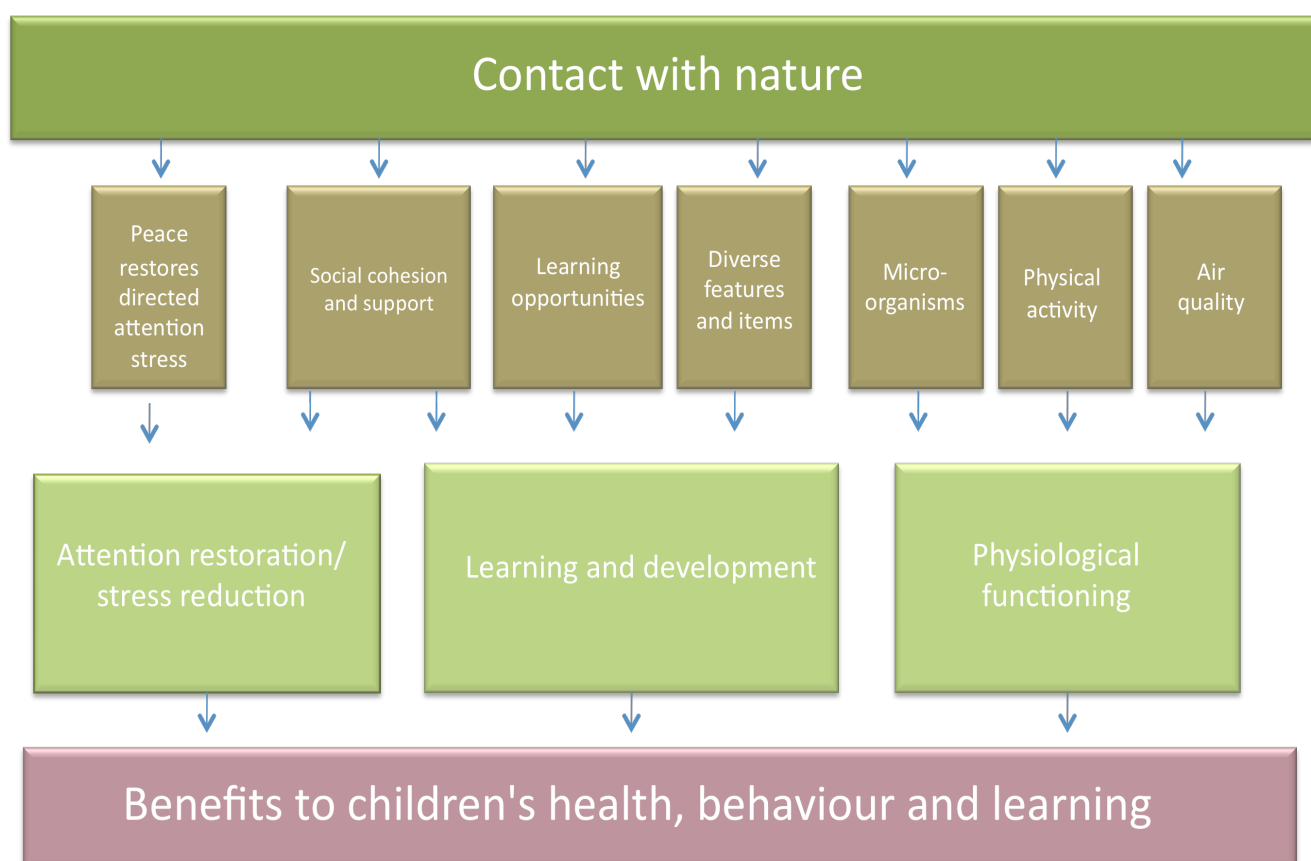 Contact with nature
Peace
restores
directed
attention
stress
Social cohesion
and support
Learning
opportunities
Diverse
features
and items
Micro-
organisms
Physical
activity
Air
quality
Attention restoration/
stress reduction
Learning and development
Physiological
functioning
Benefits to children's health, behaviour and learning